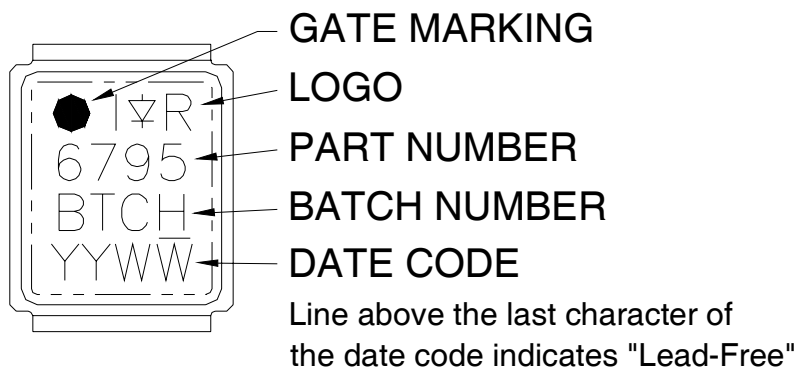 GATE MARKING
I R
LOGO
6795
PART NUMBER
BTCH
BATCH NUMBER
YYWW
DATE CODE
Line above the last character of
the date code indicates "Lead-Free"